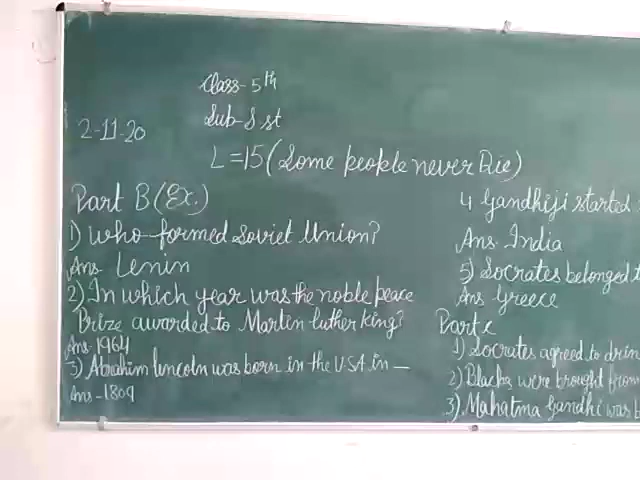 Class-5th
2-11-20
Sub-S st
L=15 (Some people never Die)
Part B (Ex.)
1) Who formed Soviet Union?
Ans- Lenin
2) In which year was the noble peace
Prize awarded to Martin luther king?
Ans-1964
3) Abrahim lincoln was born in the U.S.A in —
Ans-1809
4 Gandhiji started
Ans. India
5) Socrates belonged t
Ans Greece
Part c
1) Socrates agreed to drin
2) Blacks were brought from
3) Mahatma Gandhi was b